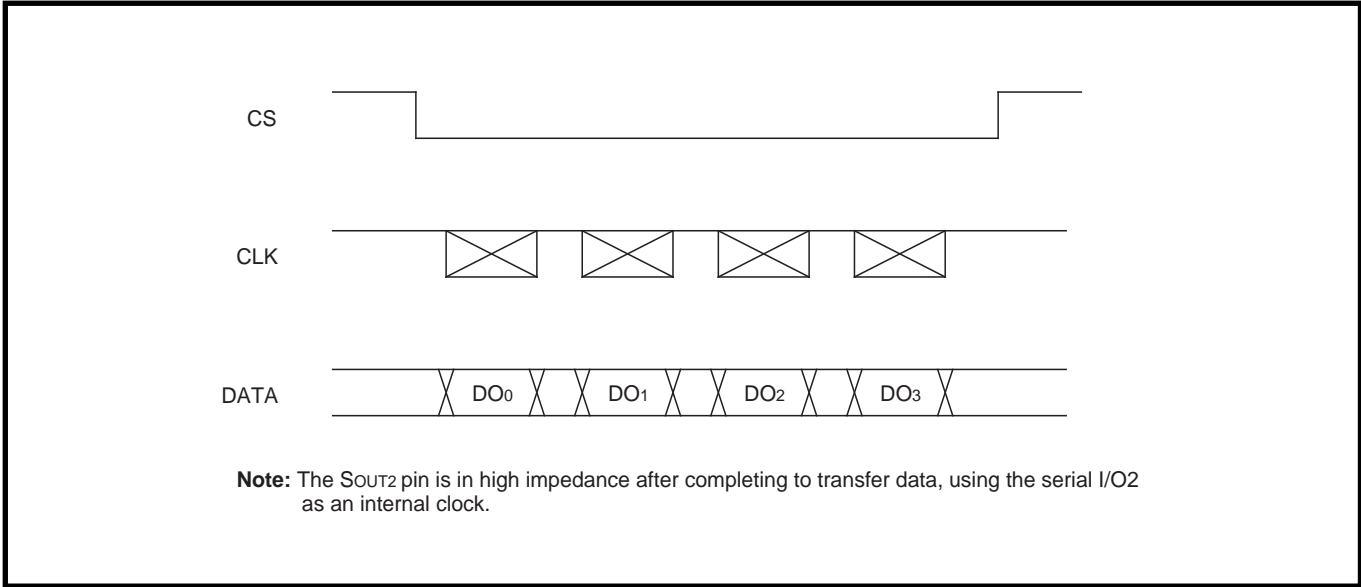 CS
CLK
DATA
DO0 DO1 DO2 DO3
Note: The SOUT2 pin is in high impedance after completing to transfer data, using the serial I/O2
as an internal clock.